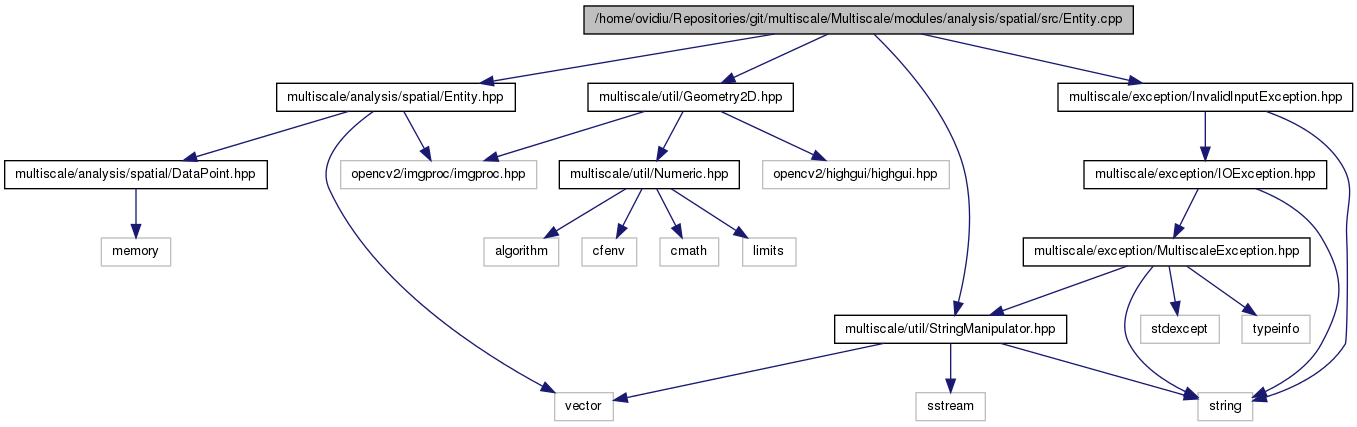 /home/ovidiu/Repositories/git/multiscale/Multiscale/modules/analysis/spatial/src/Entity.cpp
multiscale/analysis/spatial/Entity.hpp
multiscale/util/Geometry2D.hpp
multiscale/exception/InvalidInputException.hpp
multiscale/analysis/spatial/DataPoint.hpp
opencv2/imgproc/imgproc.hpp
multiscale/util/Numeric.hpp
opencv2/highgui/highgui.hpp
multiscale/exception/IOException.hpp
memory
algorithm
cfenv
cmath
limits
multiscale/exception/MultiscaleException.hpp
multiscale/util/StringManipulator.hpp
stdexcept
typeinfo
vector
sstream
string